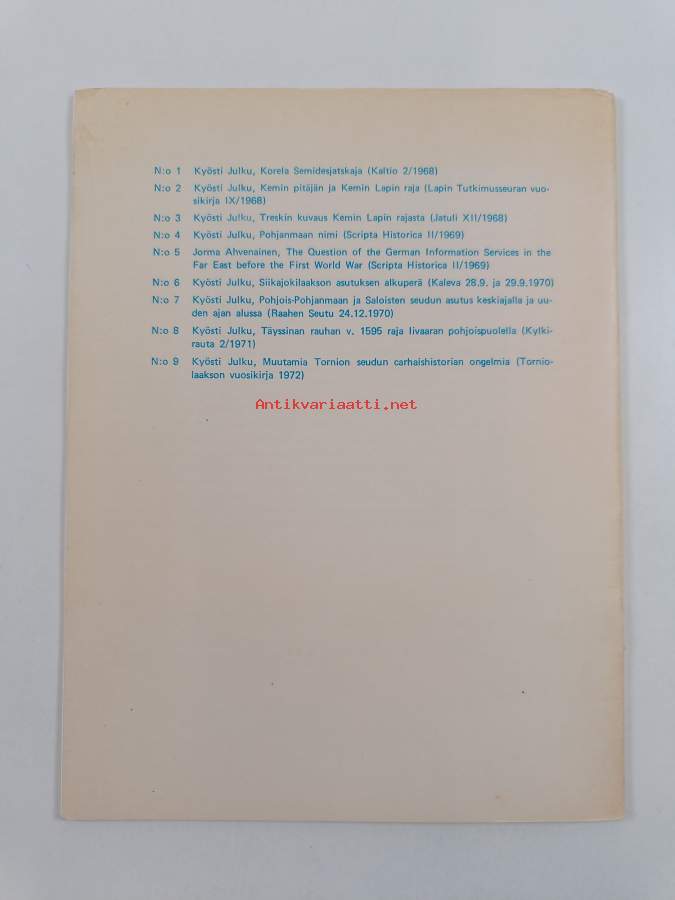 N:o 1 Kyösti Julku, Korela Semidesjatskaja (Kaltio 2/1968)
N:o 2 Kyösti Julku, Kemin pitäjän ja Kemin Lapin raja (Lapin Tutkimusseuran vuo-
sikirja IX/1968)
N:o 3 Kyösti Julku, Treskin kuvaus Kemin Lapin rajasta (Jatuli XII/1968)
N:o 4 Kyösti Julku, Pohjanmaan nimi (Scripta Historica II/1969)
N:o 5 Jorma Ahvenainen, The Question of the German Information Services in the
Far East before the First World War (Scripta Historica II/1969)
N:o 6 Kyösti Julku, Siikajokilaakson asutuksen alkuperä (Kaleva 28.9. ja 29.9.1970)
N:o 7 Kyösti Julku, Pohjois-Pohjanmaan ja Saloisten seudun asutus keskiajalla ja uu-
den ajan alussa (Raahen Seutu 24.12.1970)
N:o 8 Kyösti Julku, Täyssinan rauhan v. 1595 raja Iivaaran pohjoispuolella (Kylki-
rauta 2/1971)
N:o 9 Kyösti Julku, Muutamia Tornion seudun carhaishistorian ongelmia (Tornio-
laakson vuosikirja 1972)
Antikvariaatti.net